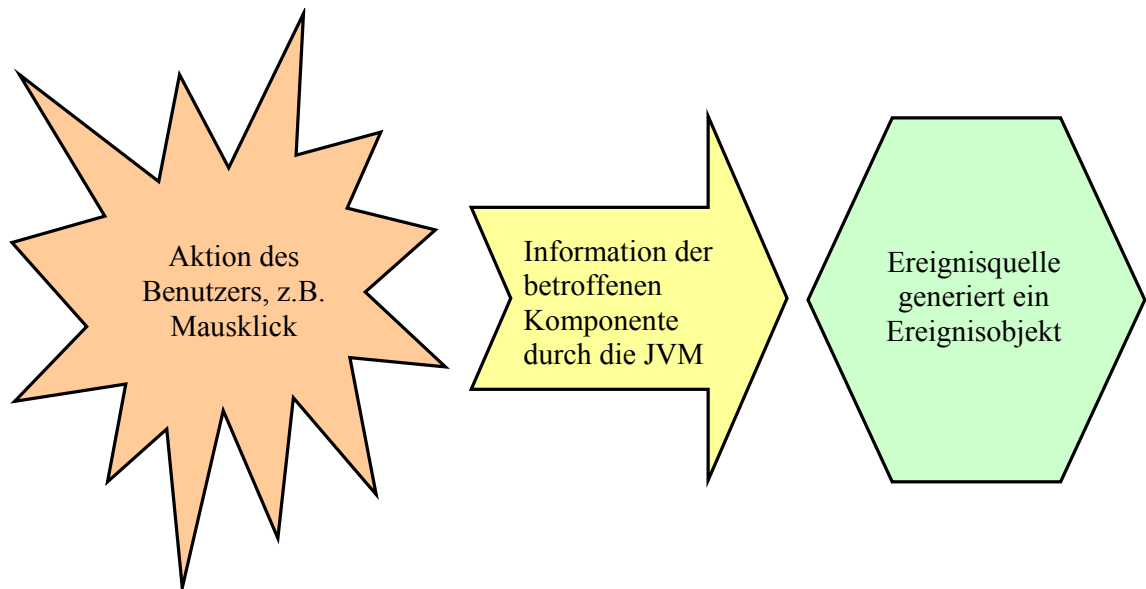 Aktion des
Benutzers, z.B.
Mausklick
Information der
betroffenen
Komponente
durch die JVM
Ereignisquelle
generiert ein
Ereignisobjekt